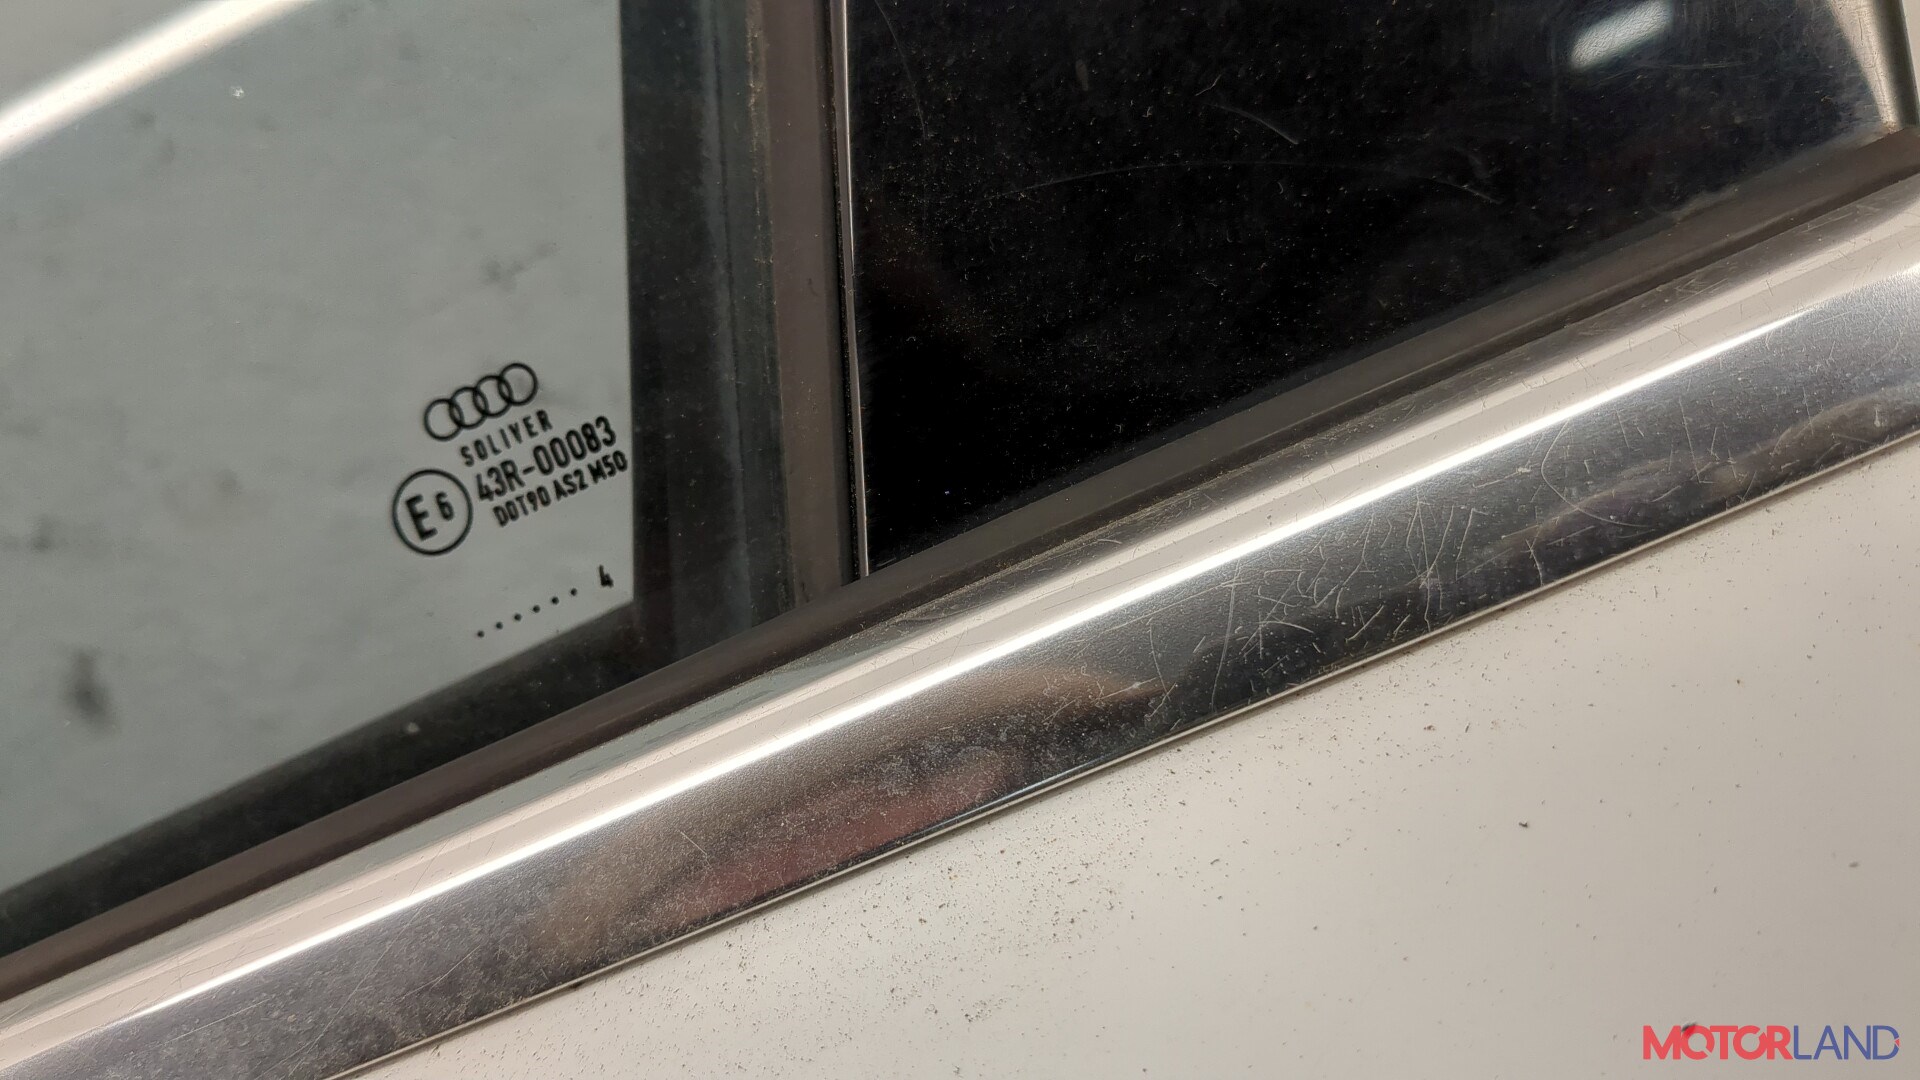 SOLIVER
43R-00083
E6 DOT90 AS2 M50
...... 4
MOTORLAND